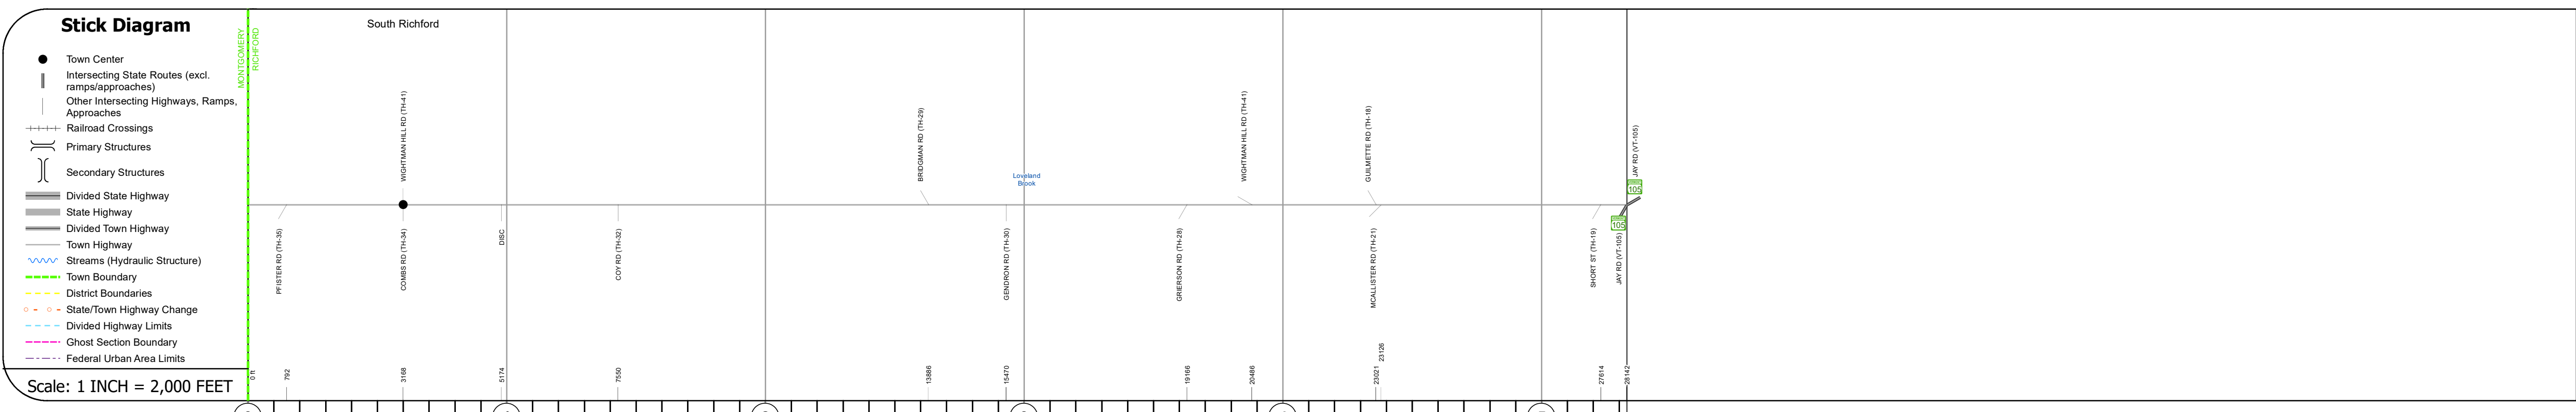 Stick Diagram
Town Center
Intersecting State Routes (excl.
ramps/approaches)
Other Intersecting Highways, Ramps,
Approaches
Railroad Crossings
Primary Structures
Secondary Structures
Divided State Highway
State Highway
Divided Town Highway
Town Highway
Streams (Hydraulic Structure)
Town Boundary
District Boundaries
State/Town Highway Change
Divided Highway Limits
Ghost Section Boundary
Federal Urban Area Limits
Scale: 1 INCH = 2,000 FEET
MONTGOMERY
RICHFORD
South Richford
WIGHTMAN HILL RD (TH-41)
BRIDGMAN RD (TH-29)
Loveland
Brook
WIGHTMAN HILL RD (TH-41)
GUILMETTE RD (TH-18)
JAY RD (VT-105)
105
105
PFISTER RD (TH-35)
COMBS RD (TH-34)
DISC
COY RD (TH-32)
GENDRON RD (TH-30)
GRIERSON RD (TH-28)
MCALLISTER RD (TH-21)
SHORT ST (TH-19)
JAY RD (VT-105)
0 ft
792
3168
5174
7550
13886
15470
19166
20486
23021
23126
27614
28142